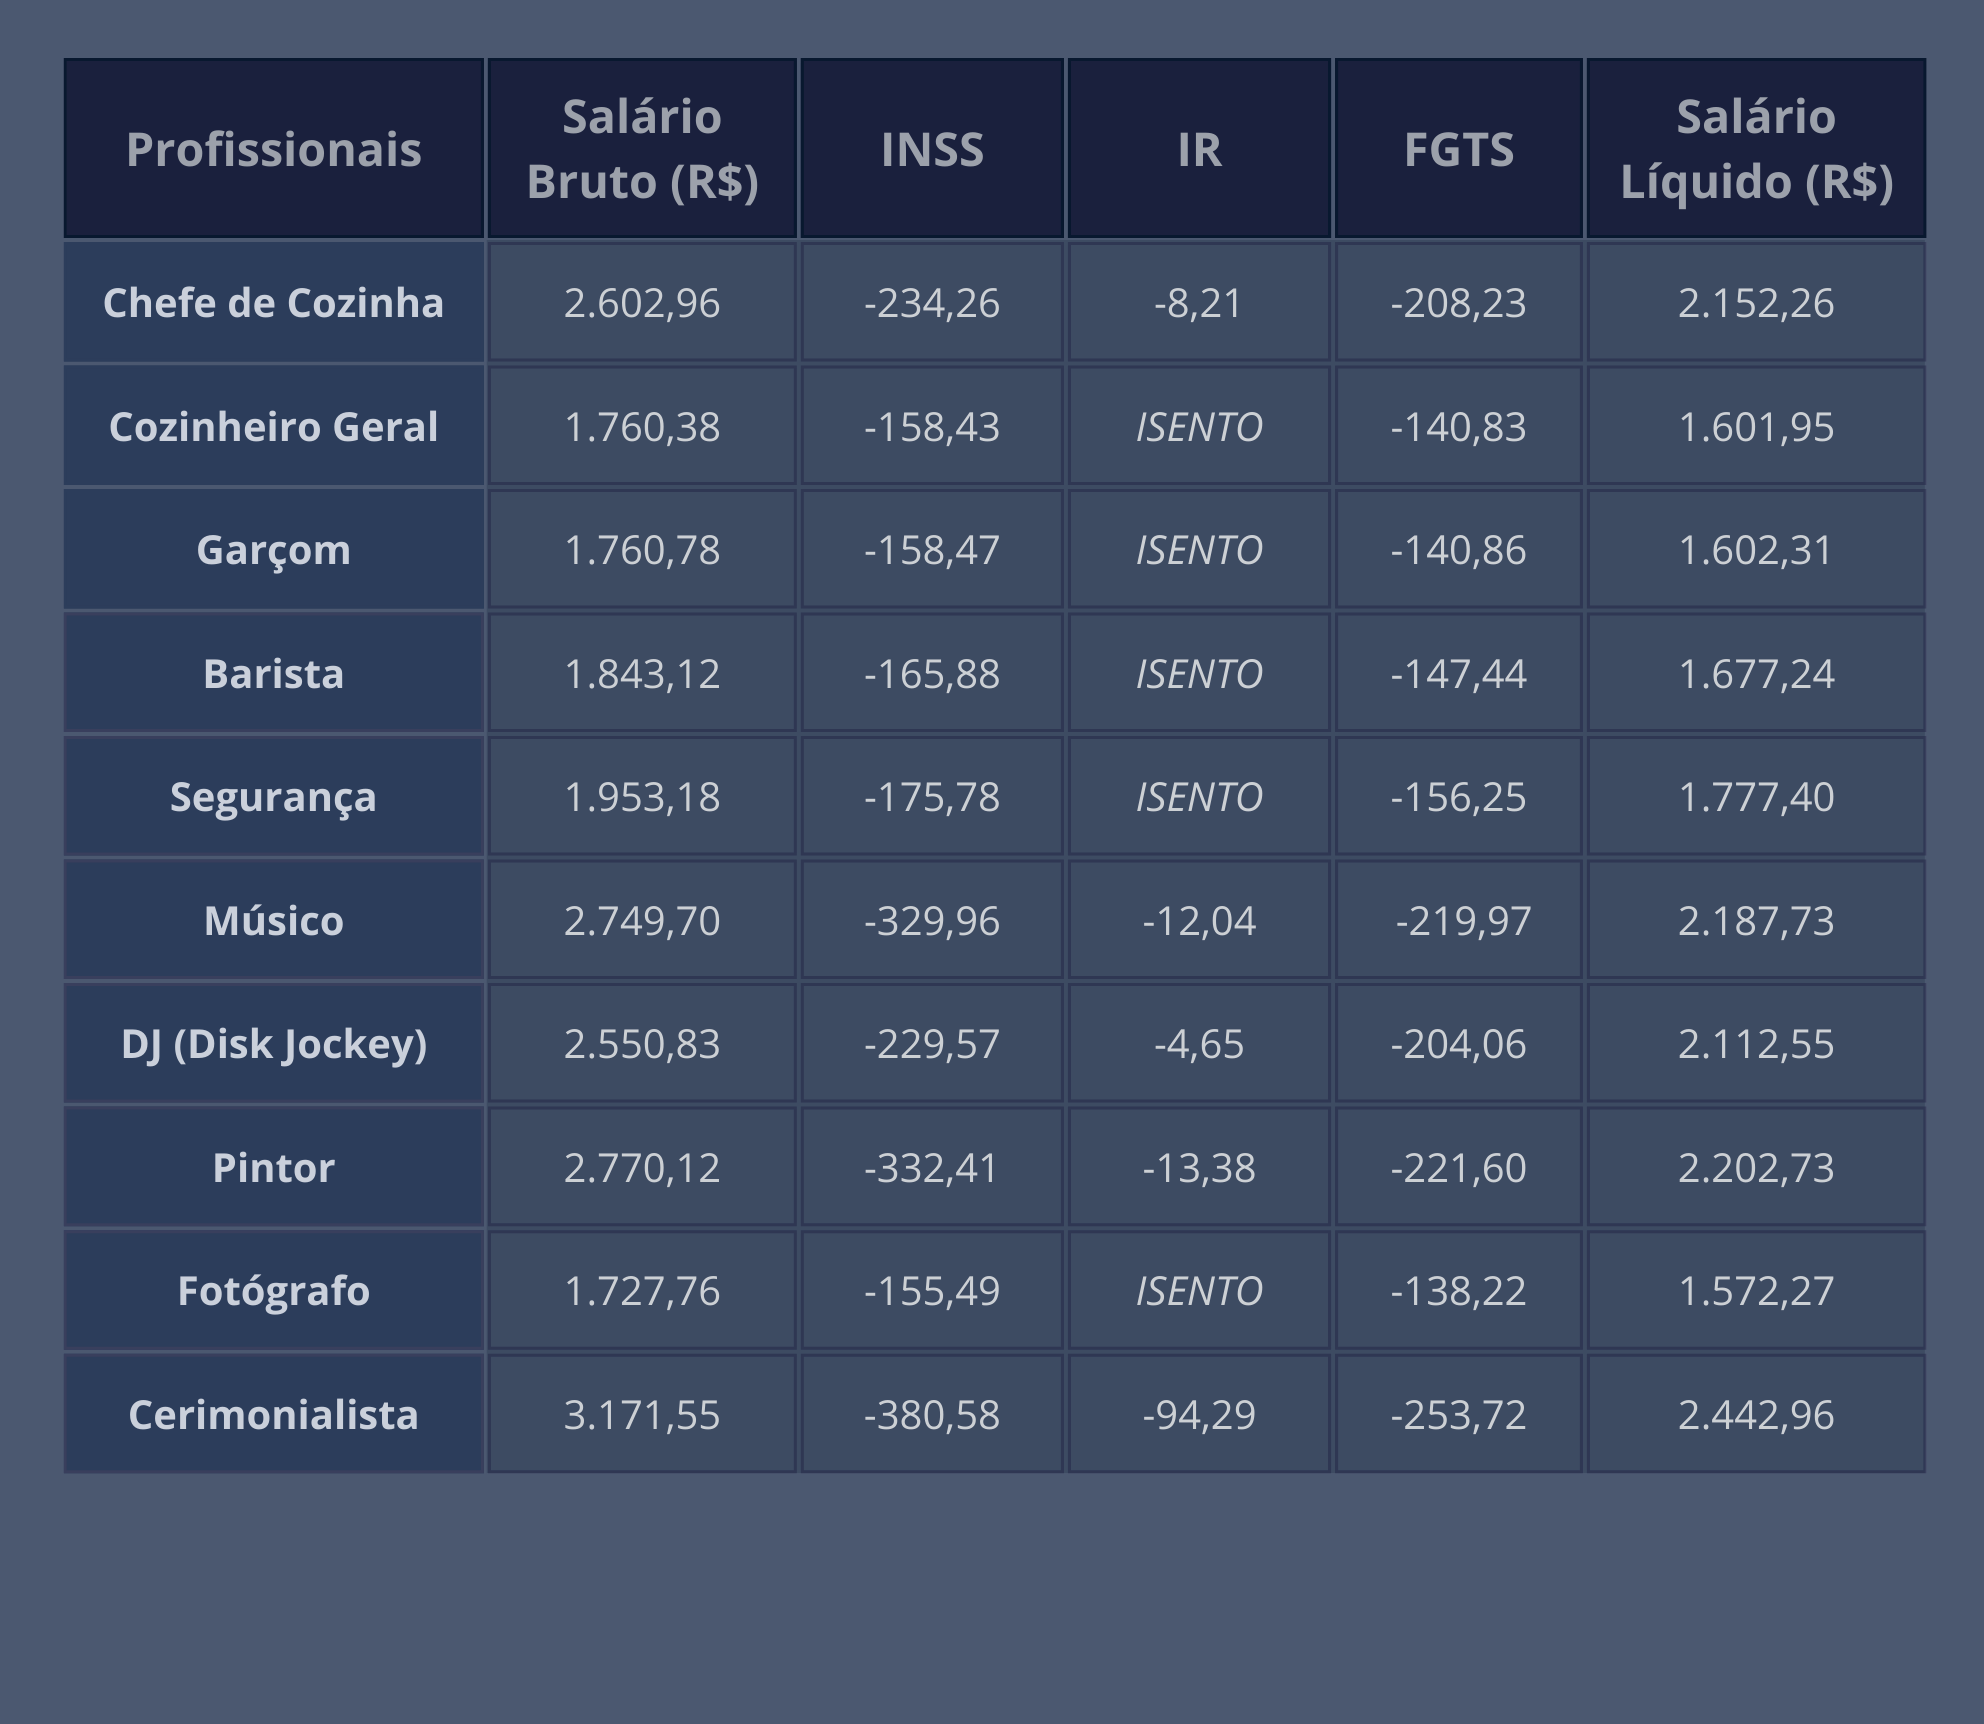 Profissionais Salário Bruto (R$) INSS IR FGTS Salário Líquido (R$)
Chefe de Cozinha 2.602,96 -234,26 -8,21 -208,23 2.152,26
Cozinheiro Geral 1.760,38 -158,43 ISENTO -140,83 1.601,95
Garçom 1.760,78 -158,47 ISENTO -140,86 1.602,31
Barista 1.843,12 -165,88 ISENTO -147,44 1.677,24
Segurança 1.953,18 -175,78 ISENTO -156,25 1.777,40
Músico 2.749,70 -329,96 -12,04 -219,97 2.187,73
DJ (Disk Jockey) 2.550,83 -229,57 -4,65 -204,06 2.112,55
Pintor 2.770,12 -332,41 -13,38 -221,60 2.202,73
Fotógrafo 1.727,76 -155,49 ISENTO -138,22 1.572,27
Cerimonialista 3.171,55 -380,58 -94,29 -253,72 2.442,96